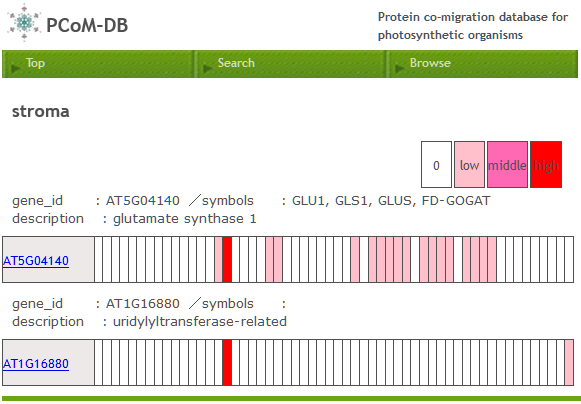 PCoM-DB
Protein co-migration database for
photosynthetic organisms
Top
Search
Browse
stroma
0
low
middle
high
gene_id : AT5G04140 ／symbols : GLU1, GLS1, GLUS, FD-GOGAT
description : glutamate synthase 1
AT5G04140
gene_id : AT1G16880 ／symbols :
description : uridylyltransferase-related
AT1G16880